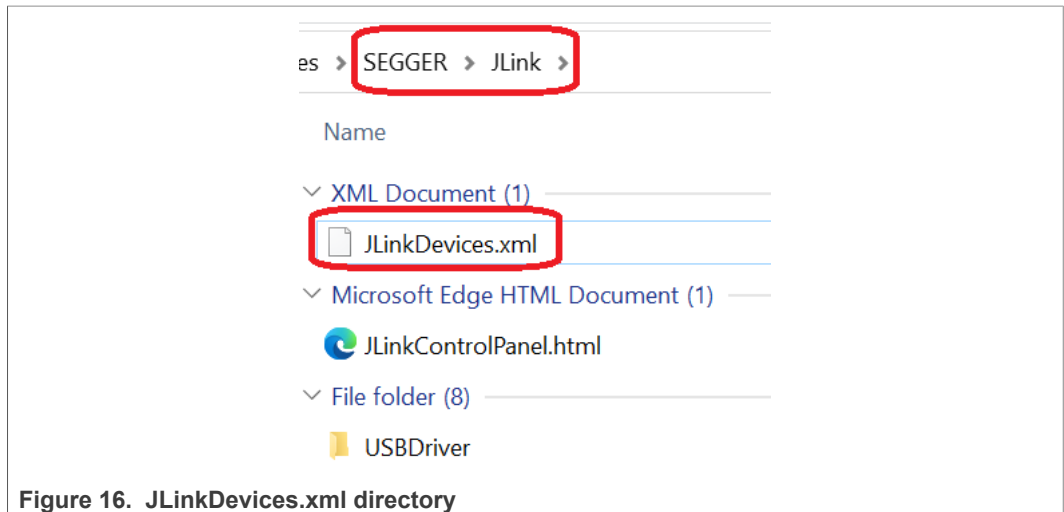 es > SEGGER > JLink >
Name
XML Document (1)
JLinkDevices.xml
Microsoft Edge HTML Document (1)
JLinkControlPanel.html
File folder (8)
USBDriver
Figure 16. JLinkDevices.xml directory